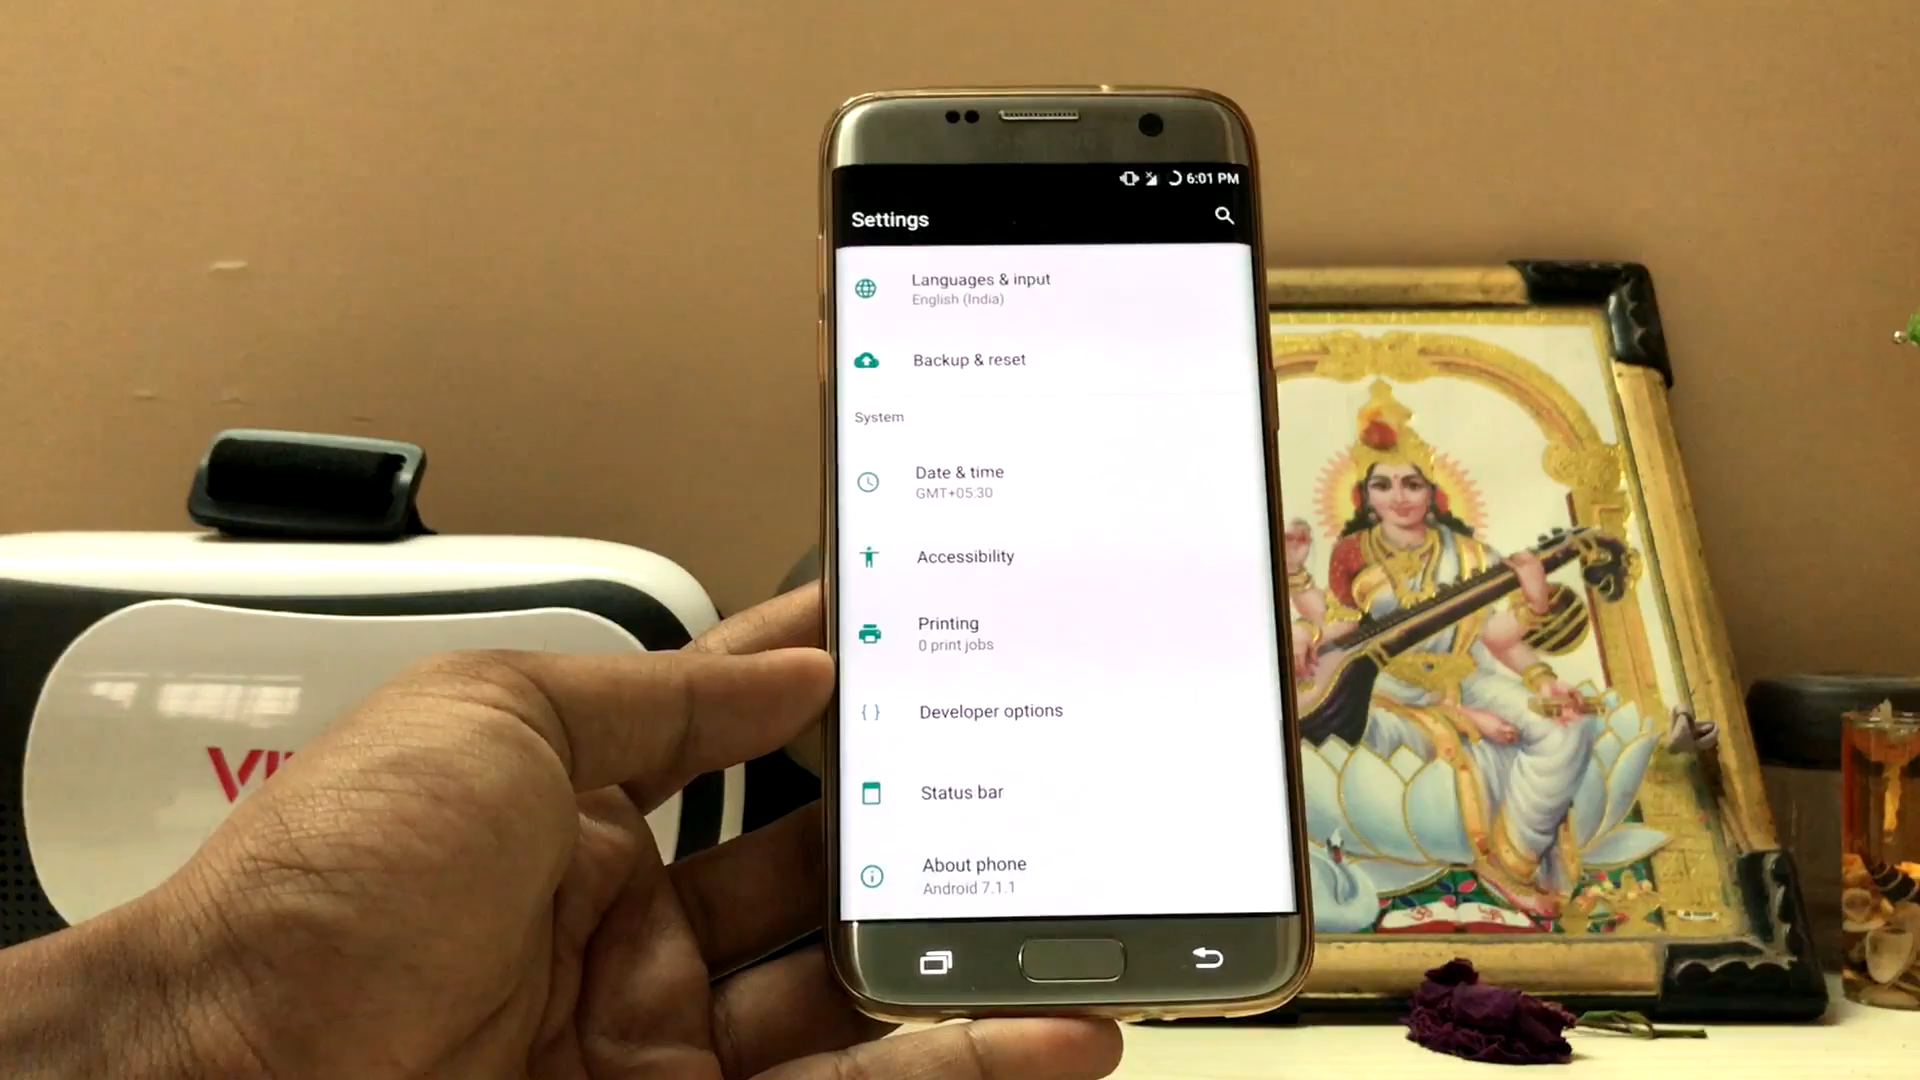 6:01 PM
Settings
Languages & input
English (India)
Backup & reset
System
Date & time
GMT+05:30
Accessibility
Printing
0 print jobs
Developer options
Status bar
About phone
Android 7.1.1